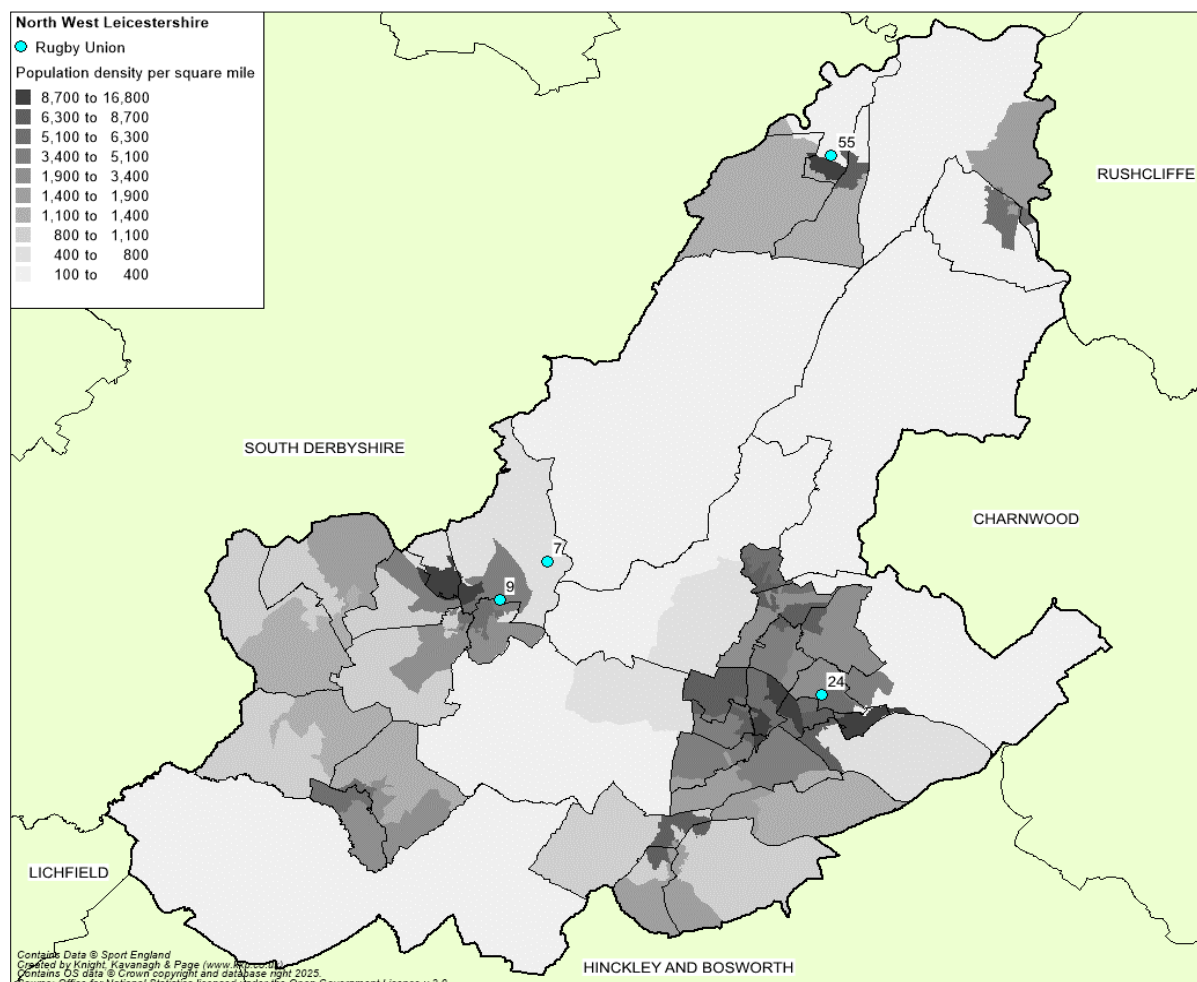 North West Leicestershire
Rugby Union
Population density per square mile
8,700 to 16,800
6,300 to 8,700
5,100 to 6,300
3,400 to 5,100
1,900 to 3,400
1,400 to 1,900
1,100 to 1,400
800 to 1,100
400 to 800
100 to 400
55
RUSHCLIFFE
SOUTH DERBYSHIRE
CHARNWOOD
7
9
24
LICHFIELD
HINCKLEY AND BOSWORTH
Contains Data © Sport England
Created by Knight, Kavanagh & Page (www.kkp.co.uk)
Contains OS data © Crown copyright and database right 2025.